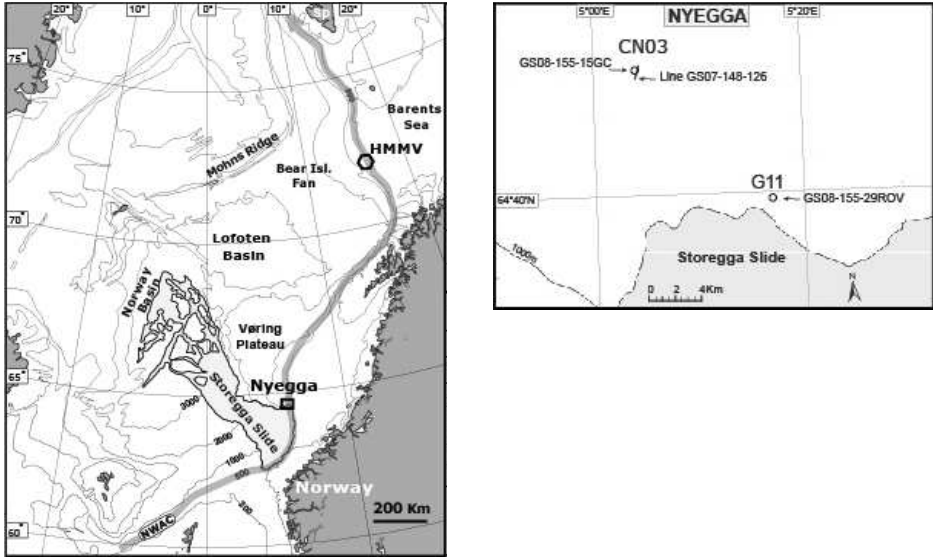 20°
10°
0°
10°
20°
75°
Barents
Sea
HMMV
Mohns Ridge
Bear Isl.
Fan
70°
Lofoten
Basin
Norway
Basin
Vøring
Plateau
65°
Nyegga
Storegga Slide
3000
2000
1000
500
200
Norway
200 Km
NWAC
60°
5°00'E
NYEGGA
5°20'E
CN03
GS08-155-15GC
Line GS07-148-126
G11
64°40'N
GS08-155-29ROV
1000m
Storegga Slide
N
0 2 4Km